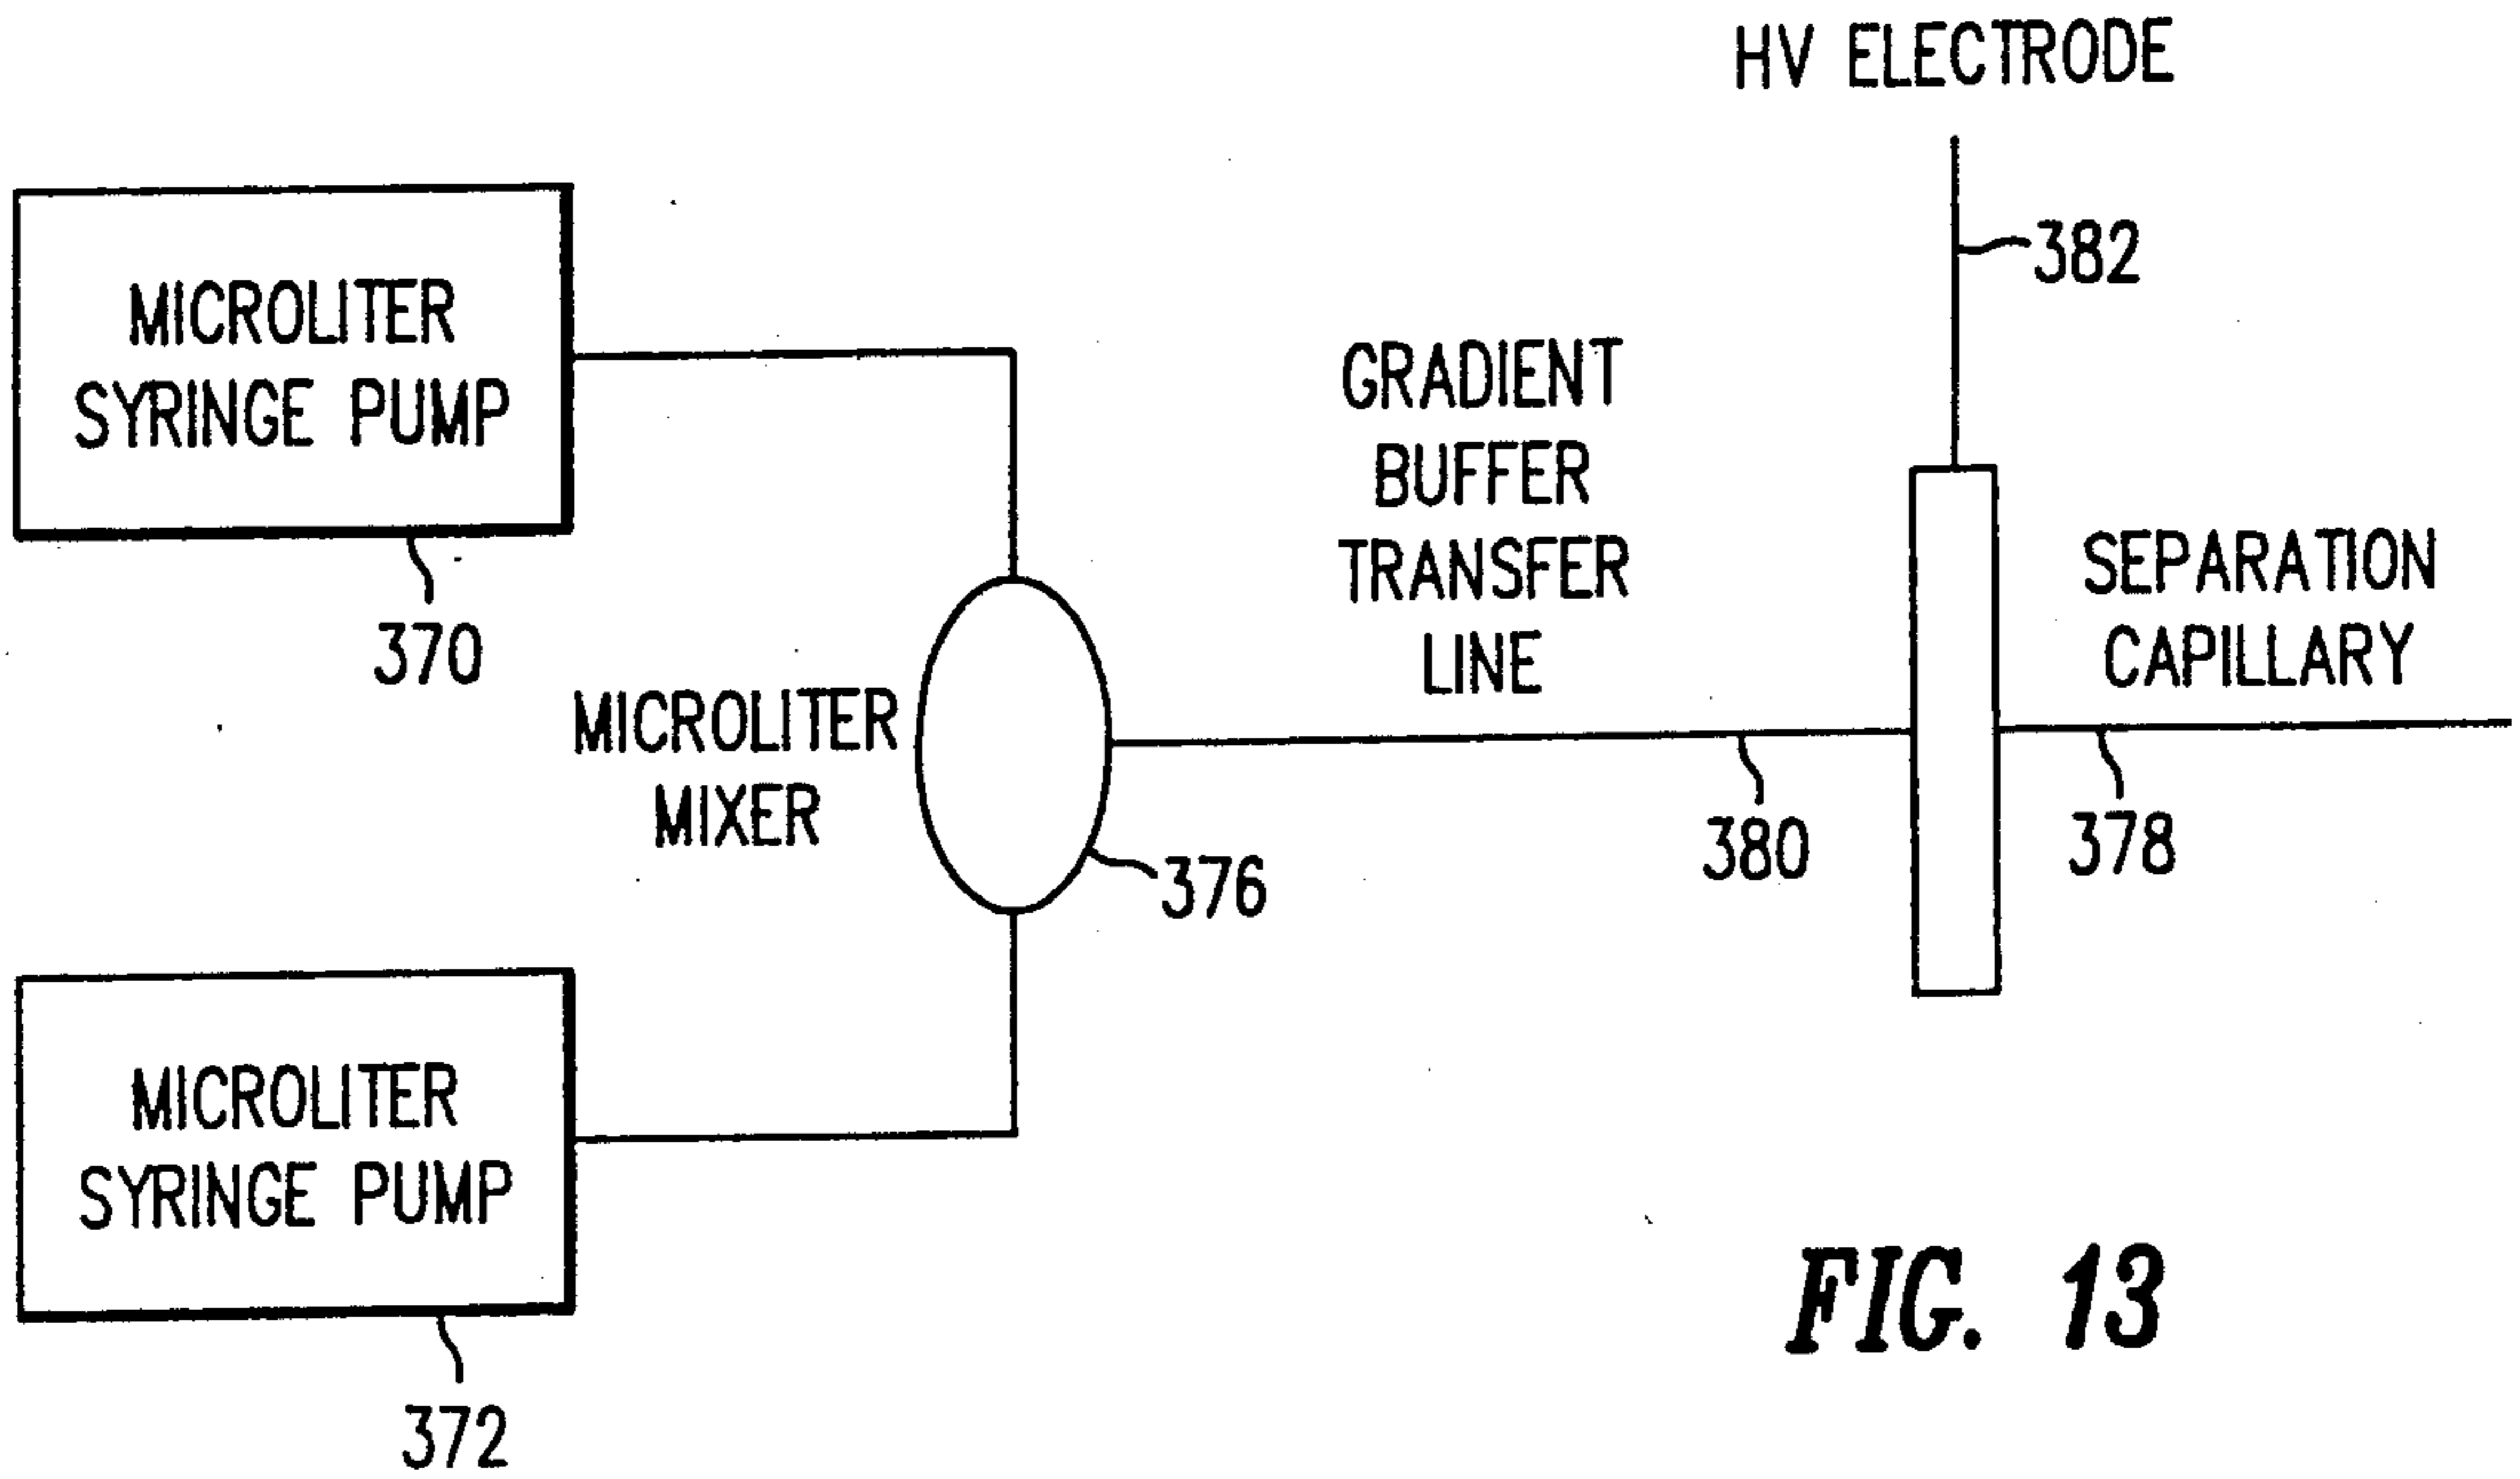 HV ELECTRODE
382
MICROLITER
SYRINGE PUMP
370
GRADIENT
BUFFER
TRANSFER
LINE
SEPARATION
CAPILLARY
MICROLITER
MIXER
376
380
378
MICROLITER
SYRINGE PUMP
372
FIG. 13